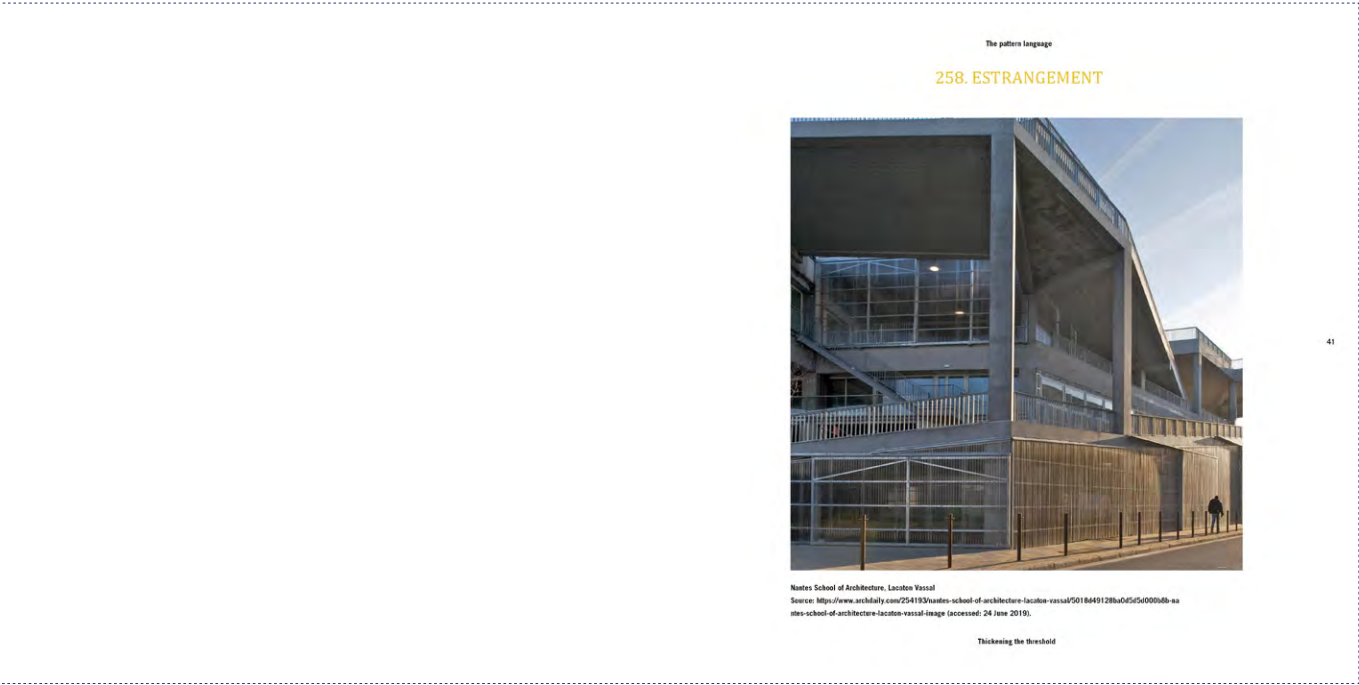 The pattern language
258. ESTRANGEMENT
41
Nantes School of Architecture, Lacaton Vassal
Source: https://www.archdaily.com/254193/nantes-school-of-architecture-lacaton-vassal/5018d49128ba0d5d5d000b8b-na
ntes-school-of-architecture-lacaton-vassal-image (accessed: 24 June 2019).
Thickening the threshold